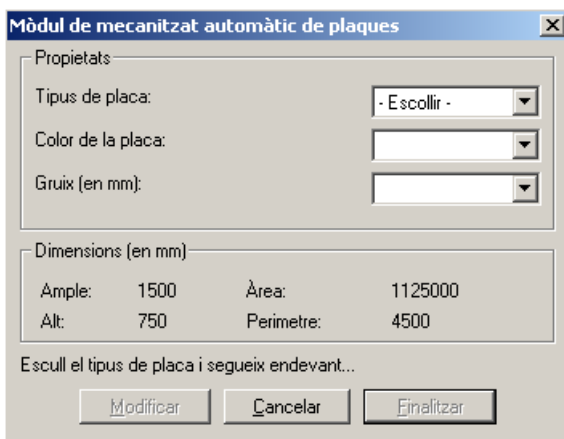 Mòdul de mecanitzat automàtic de plaques
Propietats
Tipus de placa: - Escollir -
Color de la placa:
Gruix (en mm):
Dimensions (en mm)
Ample: 1500 Àrea: 1125000
Alt: 750 Perimetre: 4500
Escull el tipus de placa i segueix endevant...
Modificar Cancelar Finalitzar